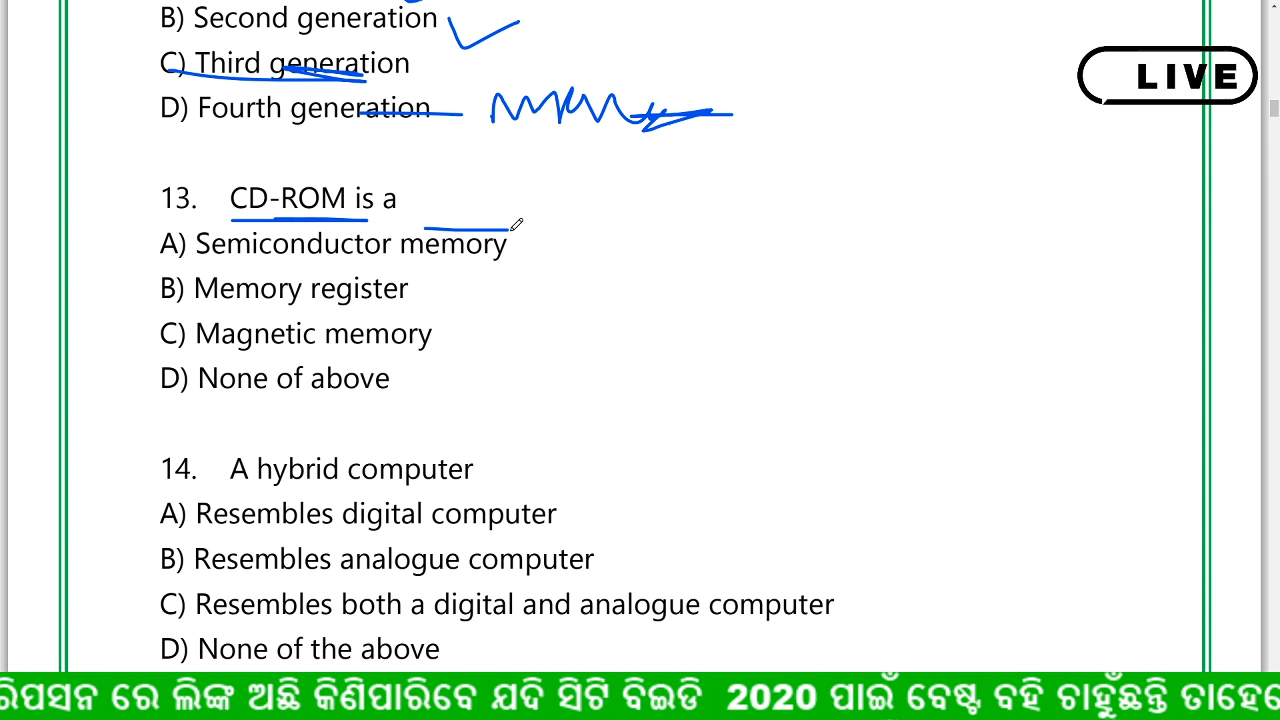 B) Second generation
C) Third generation
D) Fourth generation
LIVE
13. CD-ROM is a
A) Semiconductor memory
B) Memory register
C) Magnetic memory
D) None of above
14. A hybrid computer
A) Resembles digital computer
B) Resembles analogue computer
C) Resembles both a digital and analogue computer
D) None of the above
ରିପସନ ରେ ଲିଙ୍କ ଅଛି କିଣିପାରିବେ ଯଦି ସିଟି ବିଇଡି 2020 ପାଇଁ ବେଷ୍ଟ ବହି ଚାହୁଁଛନ୍ତି ତାହେଲେ